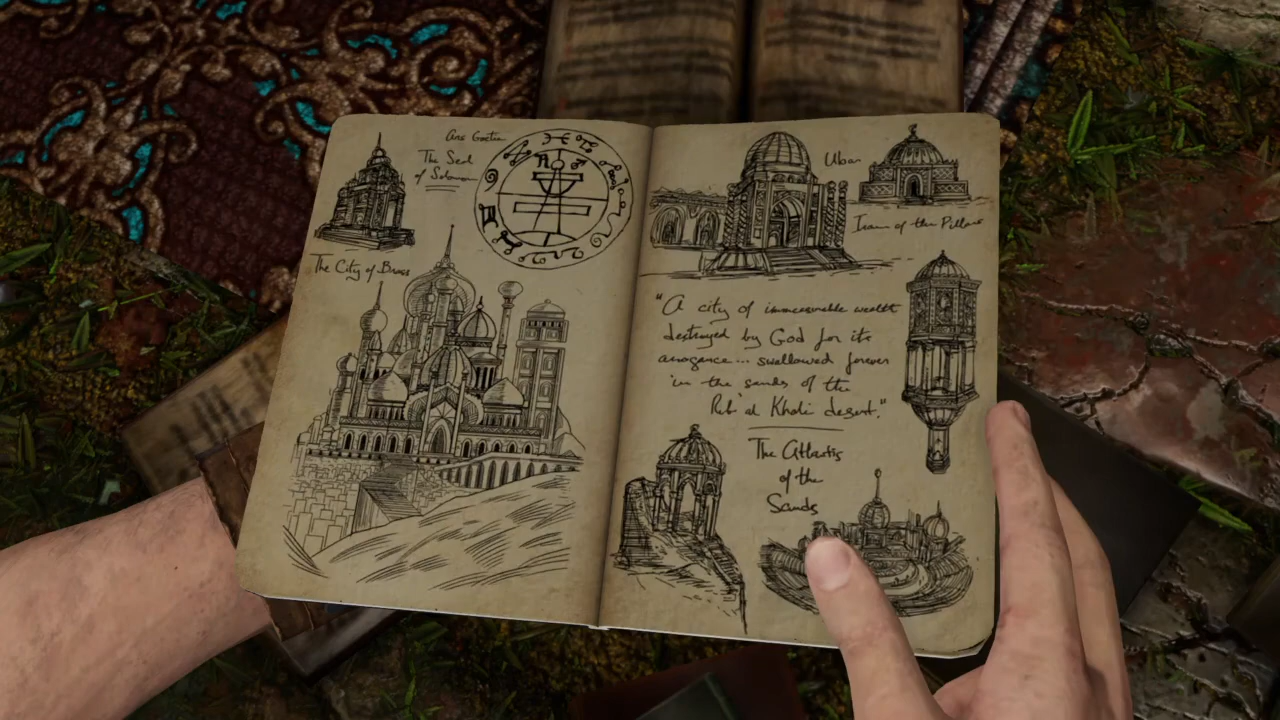 Ars Goetia
The Seal
of Solomon
The City of Brass
Ubar
Iram of the Pillars
"A city of immeasurable wealth
destroyed by God for its
arrogance... swallowed forever
in the sands of the
Rub' al Khali desert."
The Atlantis
of the
Sands